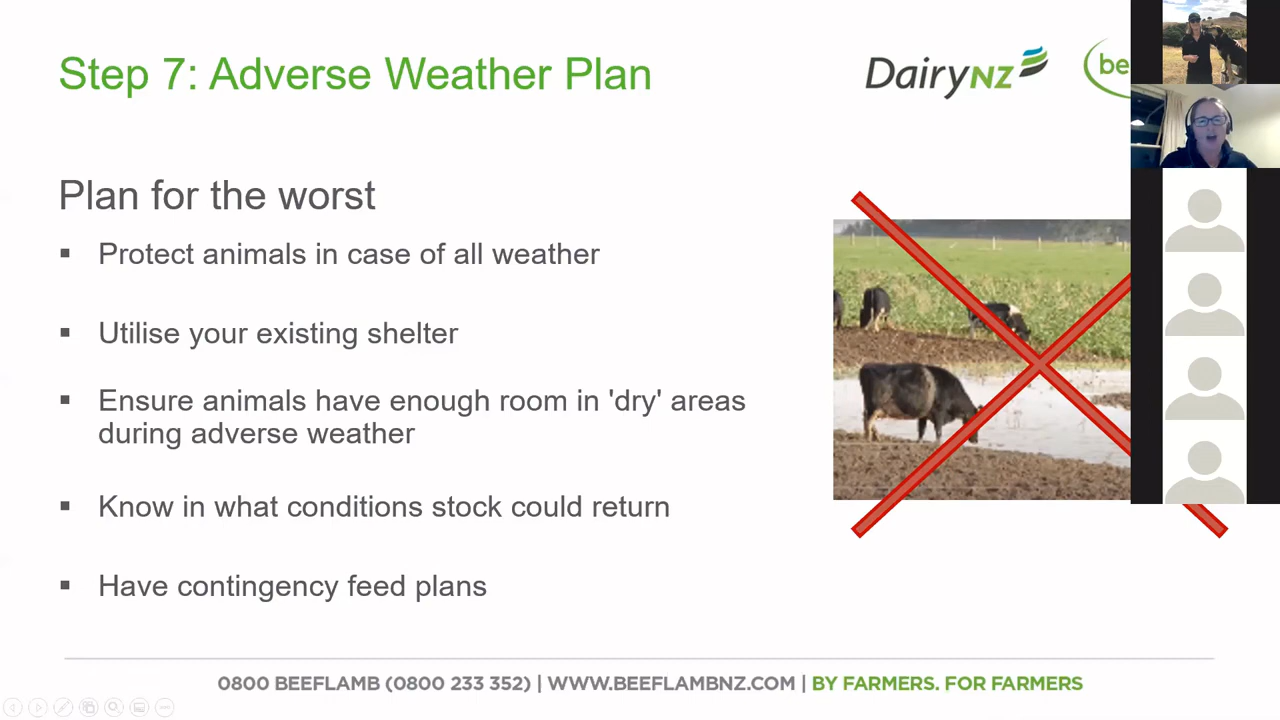 Step 7: Adverse Weather Plan
DairyNZ
be
Plan for the worst
▪ Protect animals in case of all weather
▪ Utilise your existing shelter
▪ Ensure animals have enough room in 'dry' areas
during adverse weather
▪ Know in what conditions stock could return
▪ Have contingency feed plans
0800 BEEFLAMB (0800 233 352) | WWW.BEEFLAMBNZ.COM | BY FARMERS. FOR FARMERS